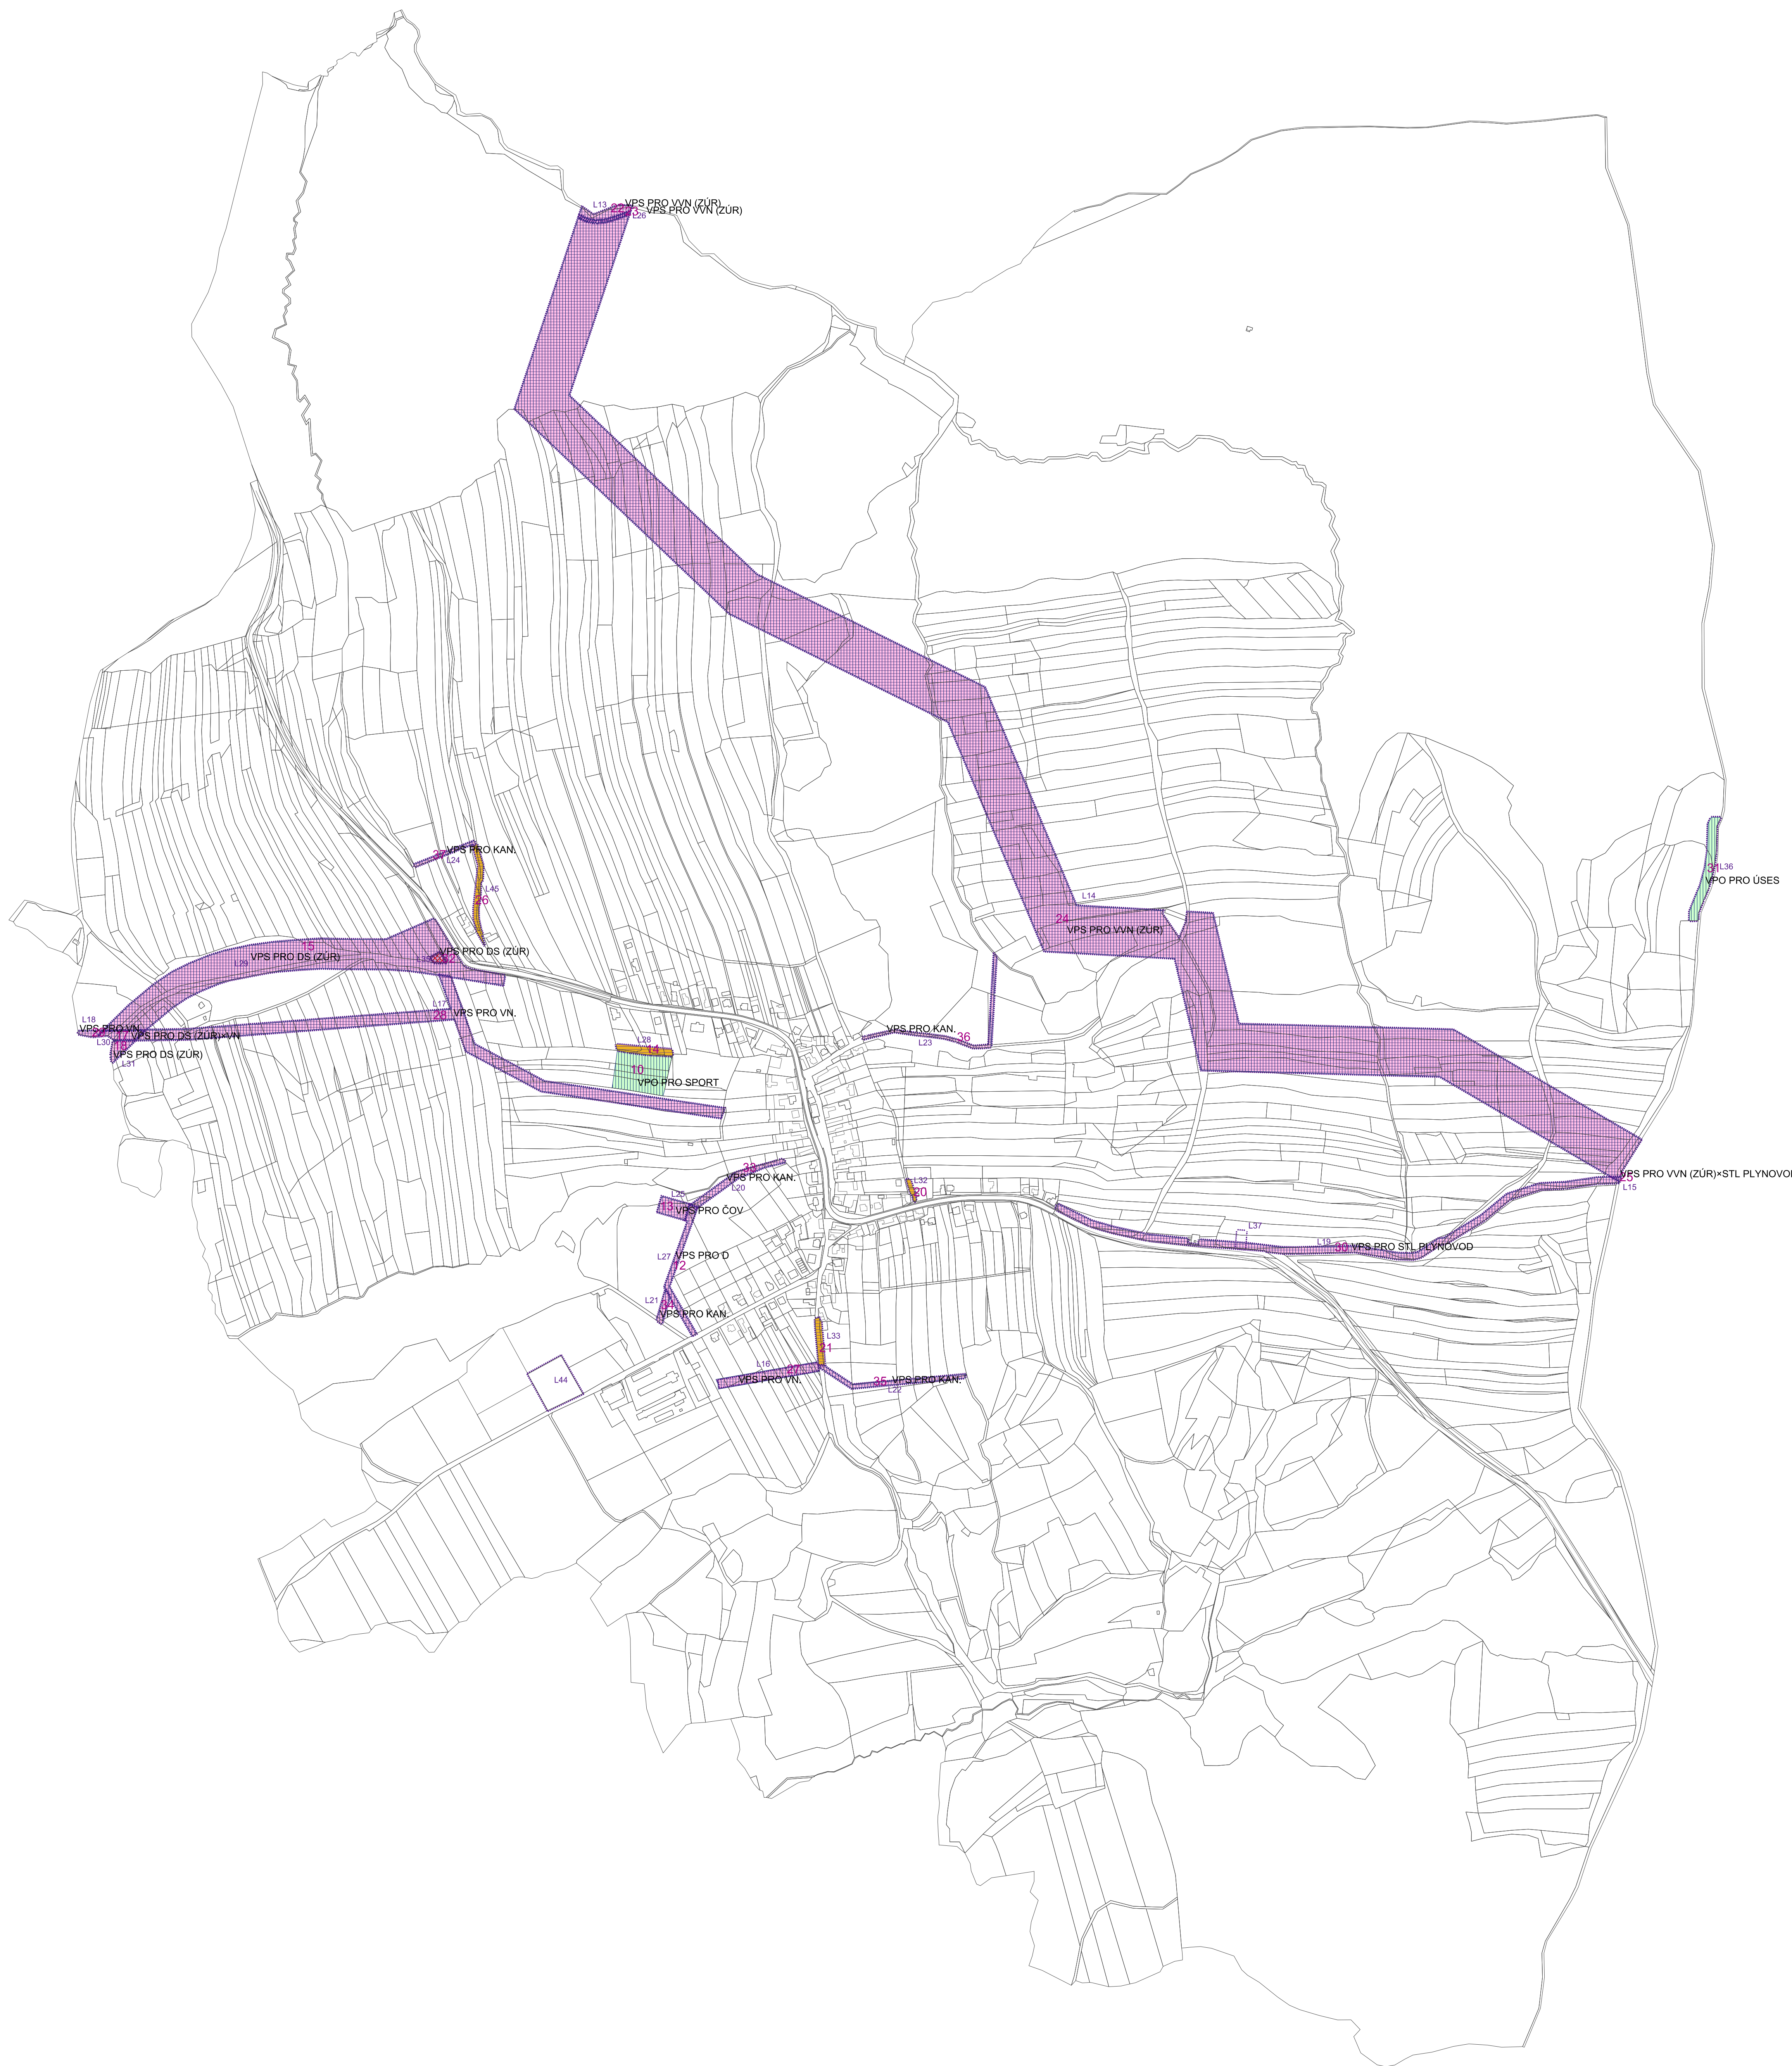 L13
22
VPS PRO VVN (ZÚR)
23
VPS PRO VVN (ZÚR)
L26
37
VPS PRO KAN.
L24
L45
26
L36
VPO PRO ÚSES
L14
24
VPS PRO VVN (ZÚR)
15
VPS PRO DS (ZÚR)
L29
VPS PRO DS (ZÚR)
L35
L17
28
VPS PRO VN.
L18
VPS PRO VN.
17
VPS PRO DS (ZÚR)×VN
L30
VPS PRO DS (ZÚR)
L31
VPS PRO KAN.
36
L23
L28
14
10
VPO PRO SPORT
33
VPS PRO KAN.
L20
L25
13
VPS PRO ČOV
L32
20
VPS PRO VVN (ZÚR)×STL PLYNOVOD
25
L15
L37
L19
30
VPS PRO STL PLYNOVOD
L27
VPS PRO D
12
L21
34
VPS PRO KAN.
L33
21
L16
27
VPS PRO VN.
35
VPS PRO KAN.
L22
L44